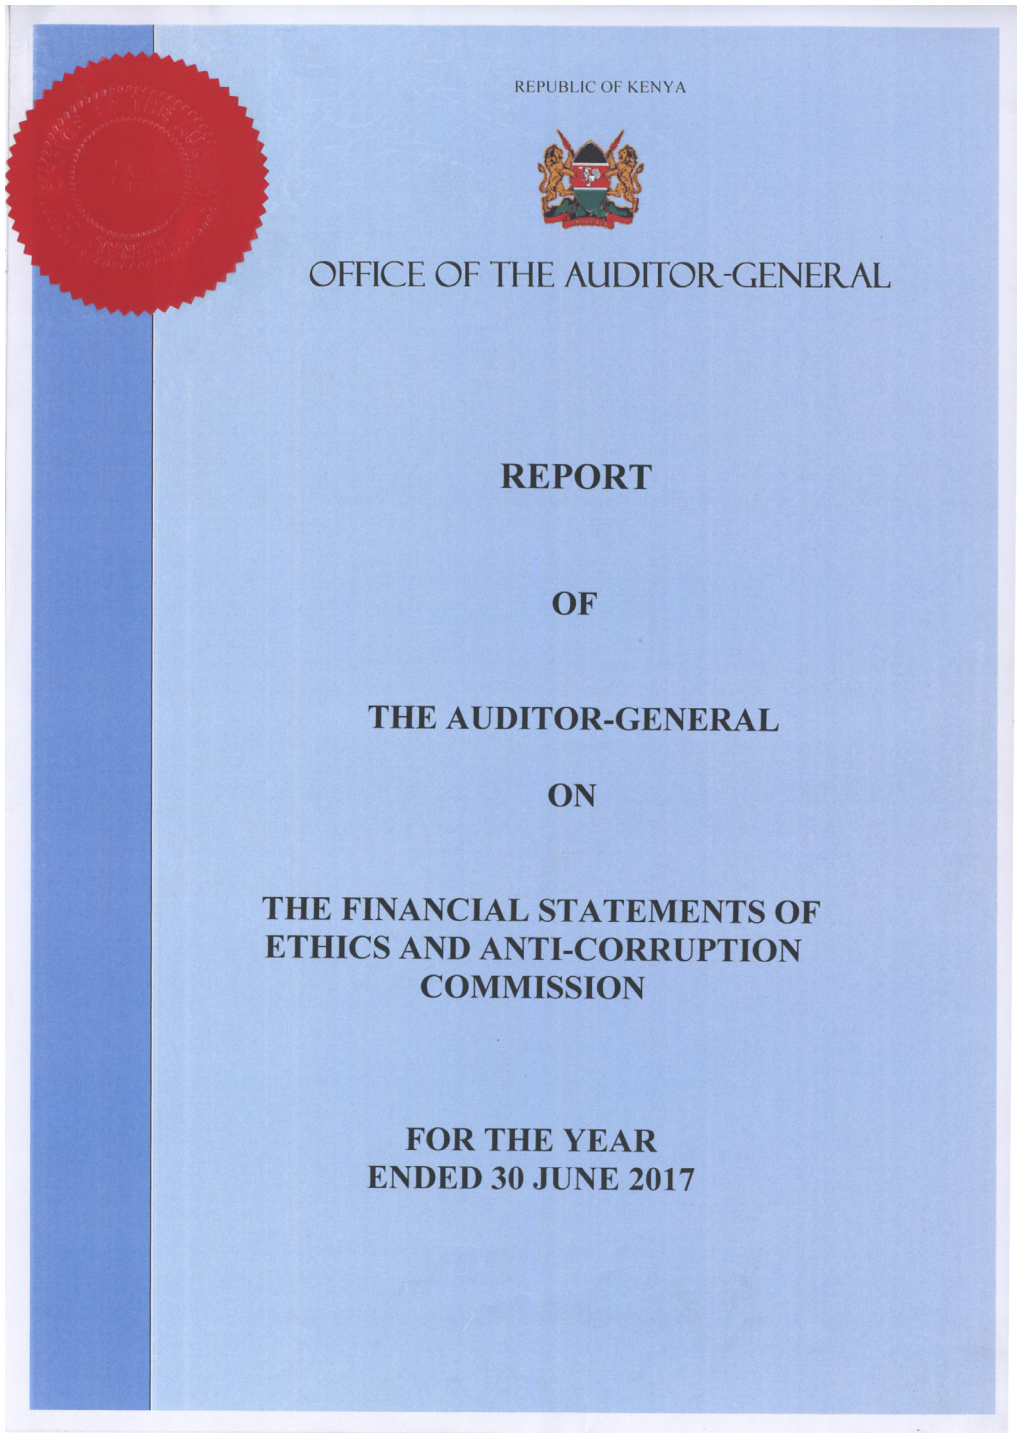 REPUBLIC OF KENYA
OFFICE OF THE AUDITOR-GENERAL
REPORT
OF
THE AUDITOR-GENERAL
ON
THE FINANCIAL STATEMENTS OF
ETHICS AND ANTI-CORRUPTION
COMMISSION
FOR THE YEAR
ENDED 30 JUNE 2017